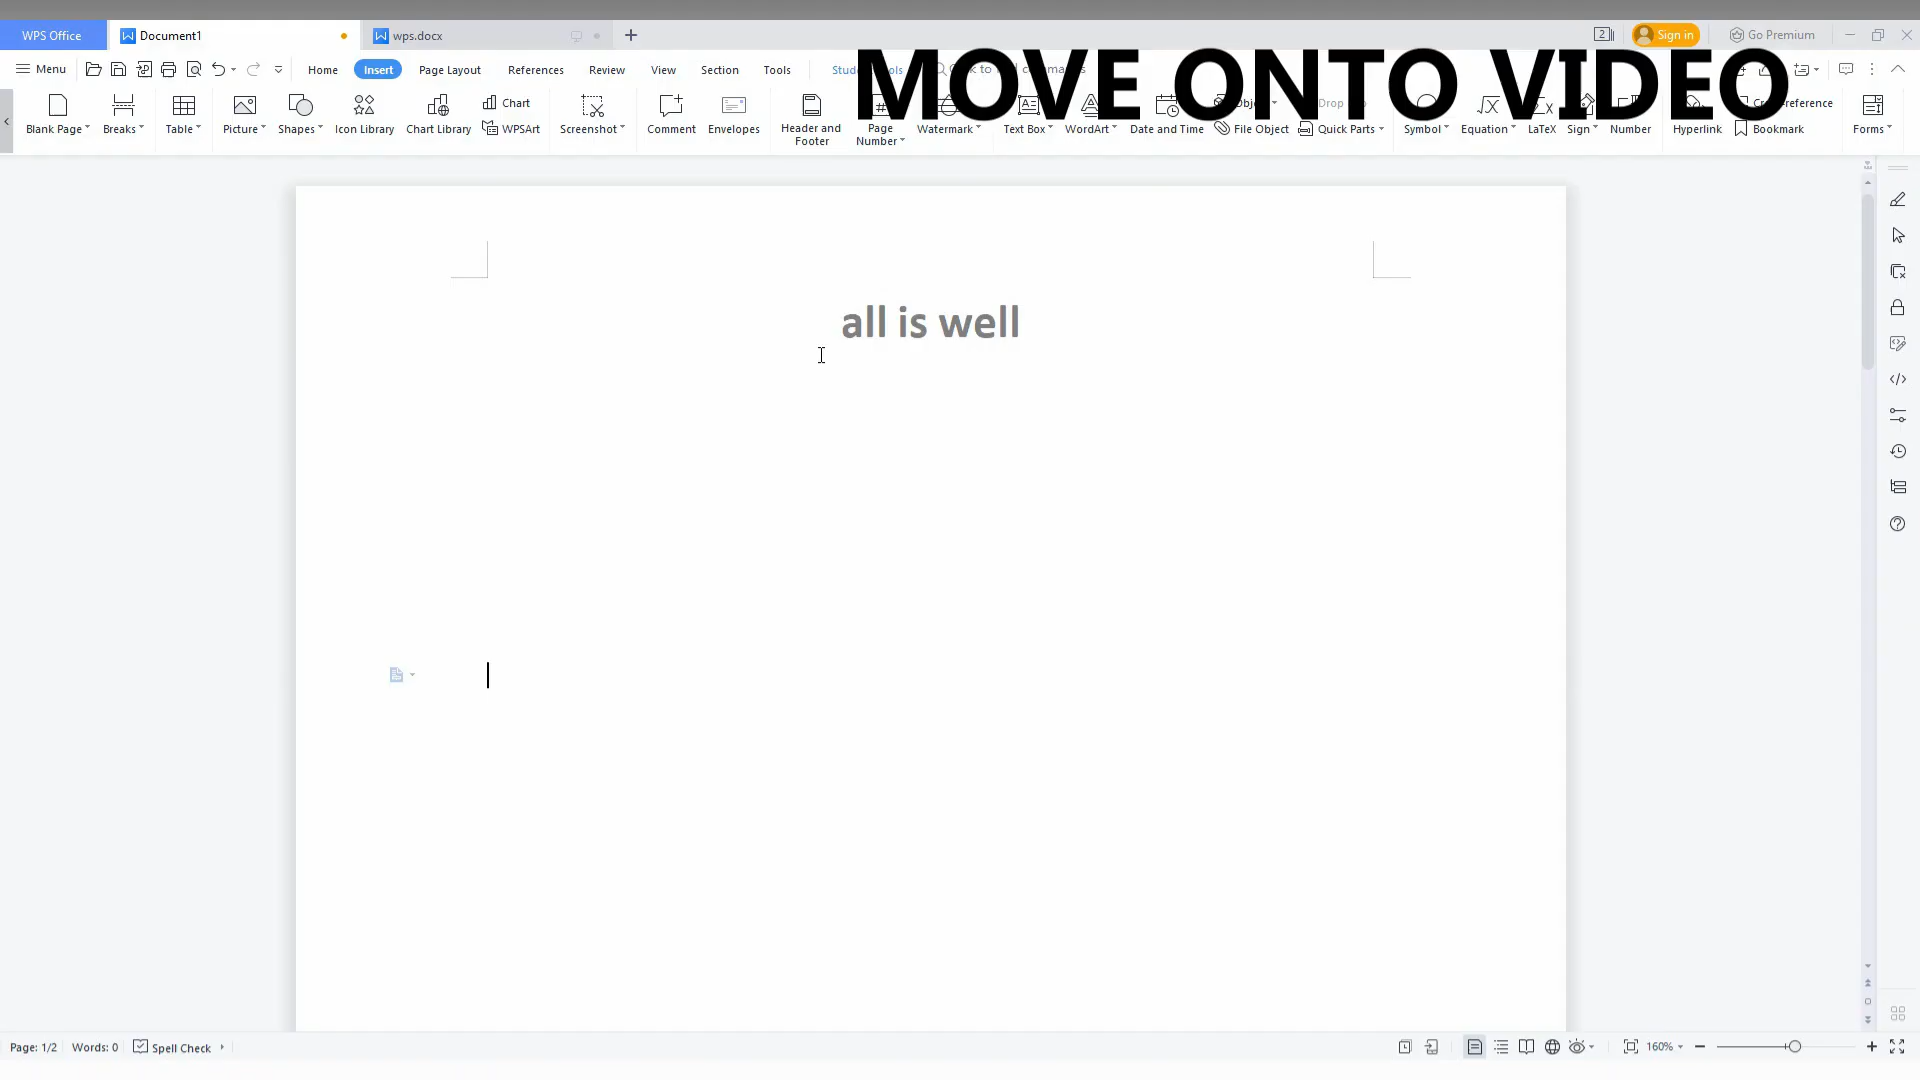 WPS Office Document1 wps.docx 2 Sign in Go Premium
Menu Home Insert Page Layout References Review View Section Tools
MOVE ONTO VIDEO
Chart Cross-reference
Blank Page Breaks Table Picture Shapes Icon Library Chart Library WPSArt Screenshot Comment Envelopes Header and Footer Page Number Watermark Text Box WordArt Date and Time File Object Quick Parts Symbol Equation LaTeX Sign Number Hyperlink Bookmark Forms
all is well
Page: 1/2 Words: 0 Spell Check 160%